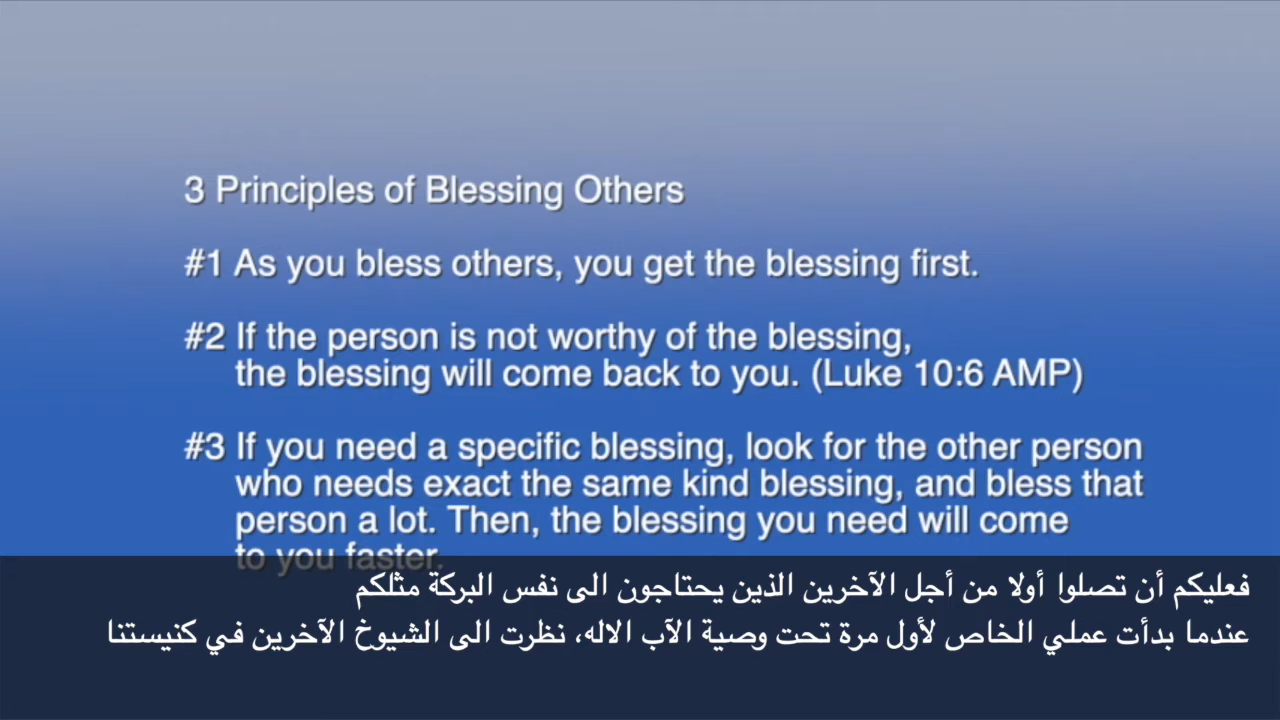 3 Principles of Blessing Others
#1 As you bless others, you get the blessing first.
#2 If the person is not worthy of the blessing,
the blessing will come back to you. (Luke 10:6 AMP)
#3 If you need a specific blessing, look for the other person
who needs exact the same kind blessing, and bless that
person a lot. Then, the blessing you need will come
to you faster.
فعليكم أن تصلوا أولا من أجل الآخرين الذين يحتاجون الى نفس البركة مثلكم
عندما بدأت عملي الخاص لأول مرة تحت وصية الآب الاله، نظرت الى الشيوخ الآخرين في كنيستنا